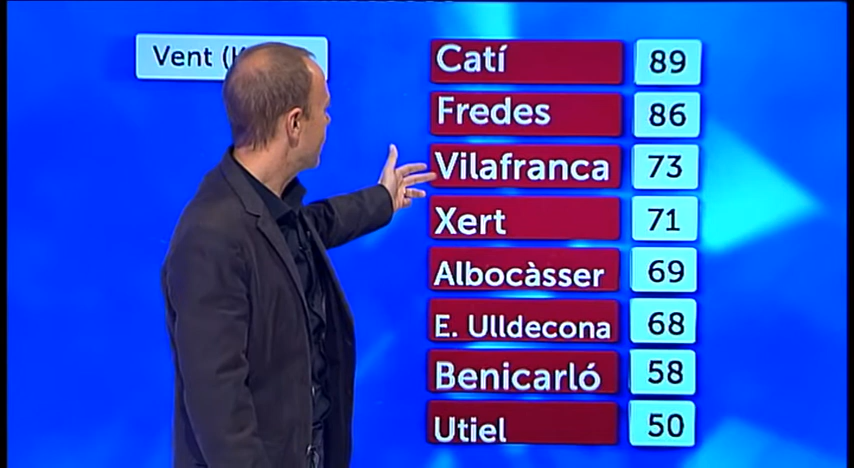 Vent (
Catí 89
Fredes 86
Vilafranca 73
Xert 71
Albocàsser 69
E. Ulldecona 68
Benicarló 58
Utiel 50